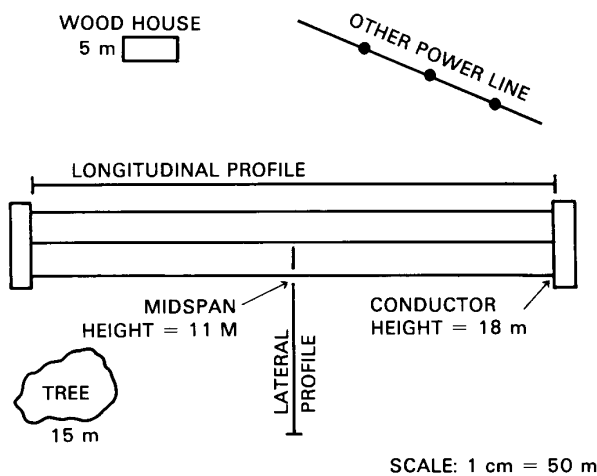 WOOD HOUSE
5 m
OTHER POWER LINE
LONGITUDINAL PROFILE
MIDSPAN
HEIGHT = 11 M
CONDUCTOR
HEIGHT = 18 m
LATERAL
PROFILE
TREE
15 m
SCALE: 1 cm = 50 m